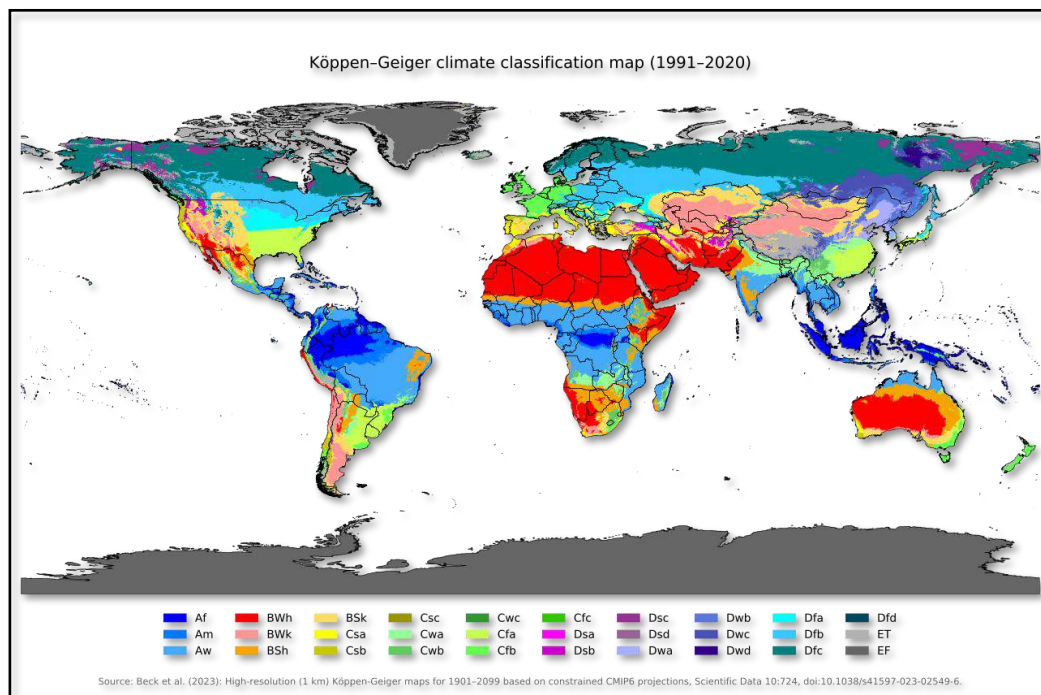 Köppen–Geiger climate classification map (1991–2020)
Af BWh BSk Csc Cwc Cfc Dsc Dwb Dfa Dfd
Am BWk Csa Cwa Cfa Dsa Dsd Dwc Dfb ET
Aw BSh Csb Cwb Cfb Dsb Dwa Dwd Dfc EF
Source: Beck et al. (2023): High-resolution (1 km) Köppen-Geiger maps for 1901–2099 based on constrained CMIP6 projections, Scientific Data 10:724, doi:10.1038/s41597-023-02549-6.